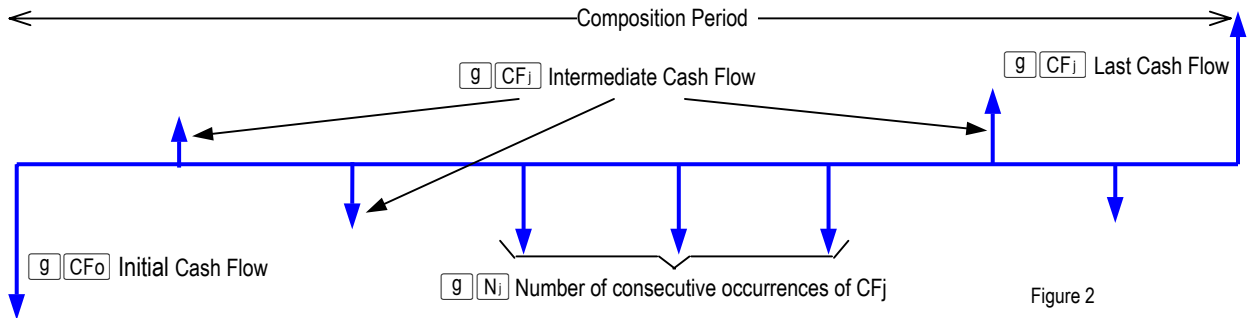 Composition Period
g CFj Intermediate Cash Flow
g CFj Last Cash Flow
g CFo Initial Cash Flow
g Nj Number of consecutive occurrences of CFj
Figure 2